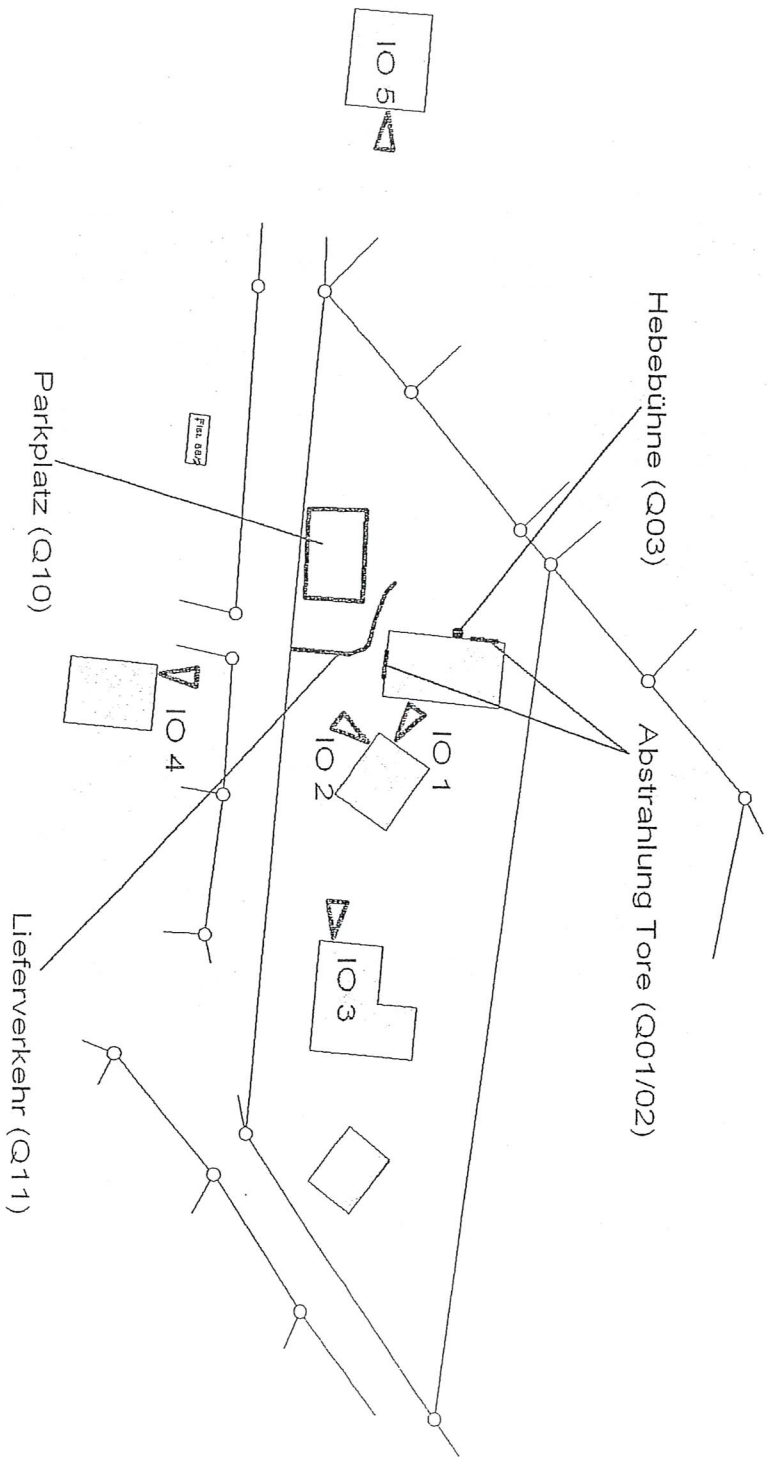 Hebebühne (Q03)
Abstrahlung Tore (Q01/02)
IO 5
IO 1
IO 2
IO 3
IO 4
Parkplatz (Q10)
Lieferverkehr (Q11)